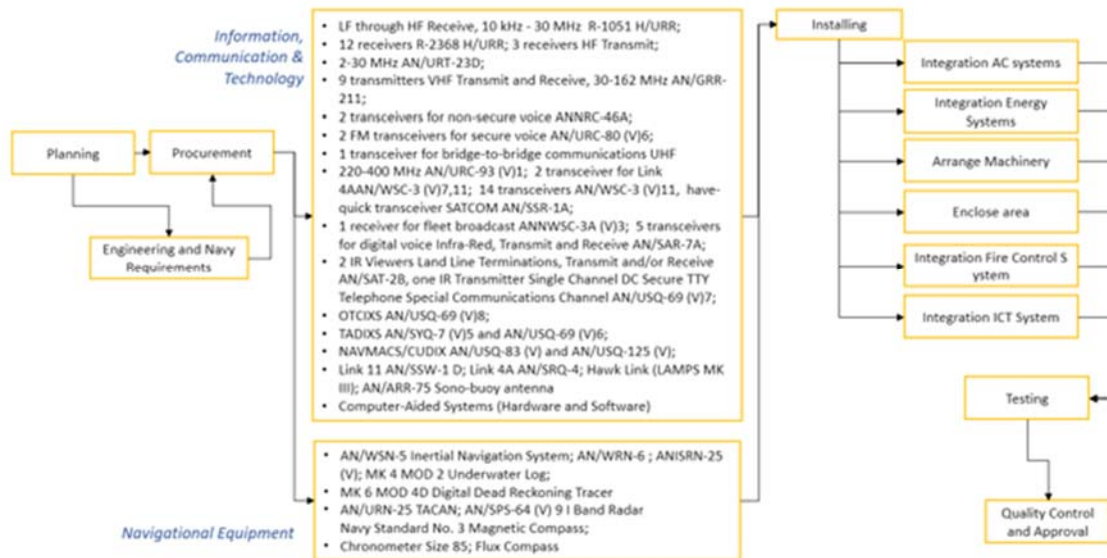 Information,
Communication &
Technology
• LF through HF Receive, 10 kHz - 30 MHz R-1051 H/URR;
• 12 receivers R-2368 H/URR; 3 receivers HF Transmit;
• 2-30 MHz AN/URT-23D;
• 9 transmitters VHF Transmit and Receive, 30-162 MHz AN/GRR-
211;
• 2 transceivers for non-secure voice ANNRC-46A;
• 2 FM transceivers for secure voice AN/URC-80 (V)6;
• 1 transceiver for bridge-to-bridge communications UHF
• 220-400 MHz AN/URC-93 (V)1; 2 transceiver for Link
4AAN/WSC-3 (V)7,11; 14 transceivers AN/WSC-3 (V)11, have-
quick transceiver SATCOM AN/SSR-1A;
• 1 receiver for fleet broadcast ANNWSC-3A (V)3; 5 transceivers
for digital voice Infra-Red, Transmit and Receive AN/SAR-7A;
• 2 IR Viewers Land Line Terminations, Transmit and/or Receive
AN/SAT-2B, one IR Transmitter Single Channel DC Secure TTY
Telephone Special Communications Channel AN/USQ-69 (V)7;
• OTCIXS AN/USQ-69 (V)8;
• TADIXS AN/SYQ-7 (V)5 and AN/USQ-69 (V)6;
• NAVMACS/CUDIX AN/USQ-83 (V) and AN/USQ-125 (V);
• Link 11 AN/SSW-1 D; Link 4A AN/SRQ-4; Hawk Link (LAMPS MK
III); AN/ARR-75 Sono-buoy antenna
• Computer-Aided Systems (Hardware and Software)
Planning
Procurement
Engineering and Navy
Requirements
Navigational Equipment
• AN/WSN-5 Inertial Navigation System; AN/WRN-6 ; ANISRN-25
(V); MK 4 MOD 2 Underwater Log;
• MK 6 MOD 4D Digital Dead Reckoning Tracer
• AN/URN-25 TACAN; AN/SPS-64 (V) 9 I Band Radar
Navy Standard No. 3 Magnetic Compass;
• Chronometer Size 85; Flux Compass
Installing
Integration AC systems
Integration Energy
Systems
Arrange Machinery
Enclose area
Integration Fire Control S
ystem
Integration ICT System
Testing
Quality Control
and Approval